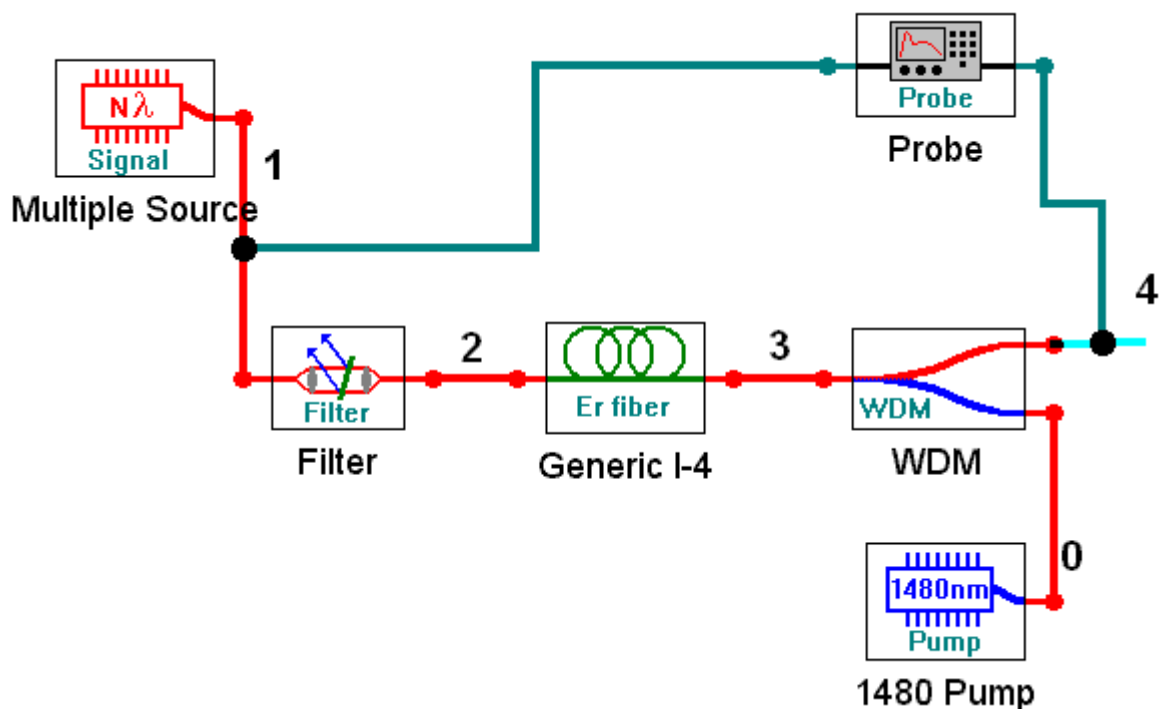 Nλ
Signal
Multiple Source
1
Probe
Probe
4
2
3
Filter
Filter
Er fiber
Generic I-4
WDM
WDM
0
1480nm
Pump
1480 Pump